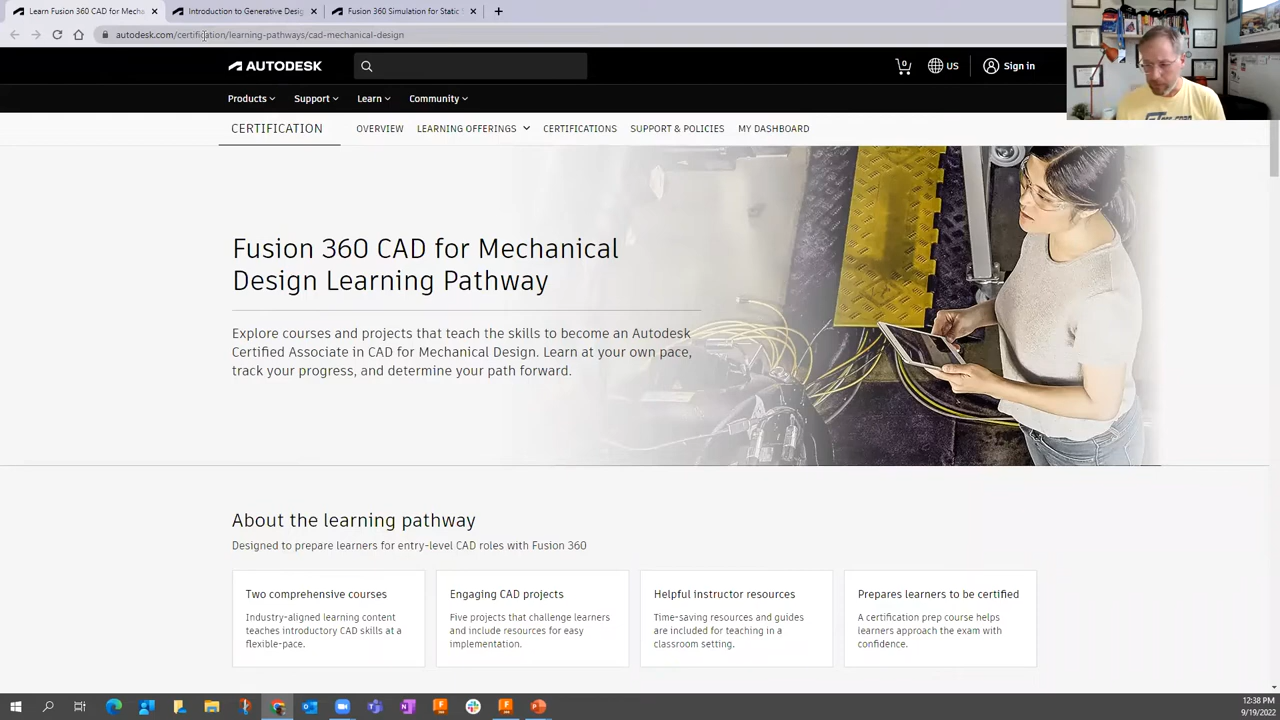 Learn Fusion 360 CAD for Mecha
Introduction to Generative Desig
Fusion 360 Simulation for Static S
autodesk.com/certification/learning-pathways/cad-mechanical-design
AUTODESK
0
US
Sign in
Products
Support
Learn
Community
CERTIFICATION
OVERVIEW
LEARNING OFFERINGS
CERTIFICATIONS
SUPPORT & POLICIES
MY DASHBOARD
Fusion 360 CAD for Mechanical
Design Learning Pathway
Explore courses and projects that teach the skills to become an Autodesk
Certified Associate in CAD for Mechanical Design. Learn at your own pace,
track your progress, and determine your path forward.
About the learning pathway
Designed to prepare learners for entry-level CAD roles with Fusion 360
Two comprehensive courses
Industry-aligned learning content
teaches introductory CAD skills at a
flexible-pace.
Engaging CAD projects
Five projects that challenge learners
and include resources for easy
implementation.
Helpful instructor resources
Time-saving resources and guides
are included for teaching in a
classroom setting.
Prepares learners to be certified
A certification prep course helps
learners approach the exam with
confidence.
12:38 PM
9/19/2022